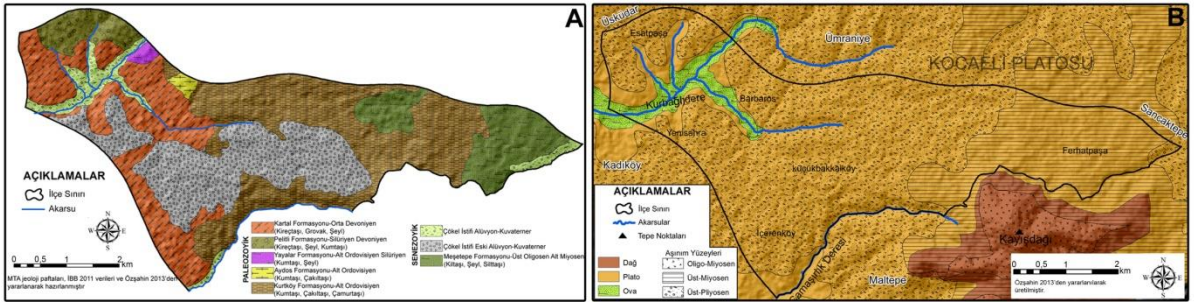 A
AÇIKLAMALAR
İlçe Sınırı
Akarsu
N
W
E
S
0 0,5 1 2
km
MTA jeoloji paftaları, İBB 2011 verileri ve Özşahin 2013'den
yararlanarak hazırlanmıştır
PALEOZOYİK
Kartal Formasyonu-Orta Devoniyen
(Kireçtaşı, Grovak, Şeyl)
Pelitli Formasyonu-Silüriyen Devoniyen
(Kireçtaşı, Şeyl, Kumtaşı)
Yayalar Formasyonu-Alt Ordovisiyen Silüriyen
(Kumtaşı, Şeyl)
Aydos Formasyonu-Alt Ordovisiyen
(Kumtaşı, Çakıltaşı)
Kurtköy Formasyonu-Alt Ordovisiyen
(Kumtaşı, Çakıltaşı, Çamurtaşı)
SENEZOYİK
Çökel İstifi Alüvyon-Kuvaterner
Çökel İstifi Eski Alüvyon-Kuvaterner
Meşetepe Formasyonu-Üst Oligosen Alt Miyosen
(Kiltaşı, Şeyl, Siltaşı)
B
Üsküdar
Esatpaşa
Ümraniye
KOCAELİ PLATOSU
Kurbağlıdere
Barbaros
Yenisahra
Sancaktepe
Kadıköy
küçükbakkalköy
Ferhatpaşa
İçerenköy
Kayışdağı
Çamaşırlık Deresi
Maltepe
AÇIKLAMALAR
İlçe Sınırı
Akarsular
Tepe Noktaları
Dağ
Plato
Ova
Aşınım Yüzeyleri
Oligo-Miyosen
Üst-Miyosen
Üst-Pliyosen
0 0,5 1 2
km
Özşahin 2013'den yararlanılarak
üretilmiştir.
N
W
E
S